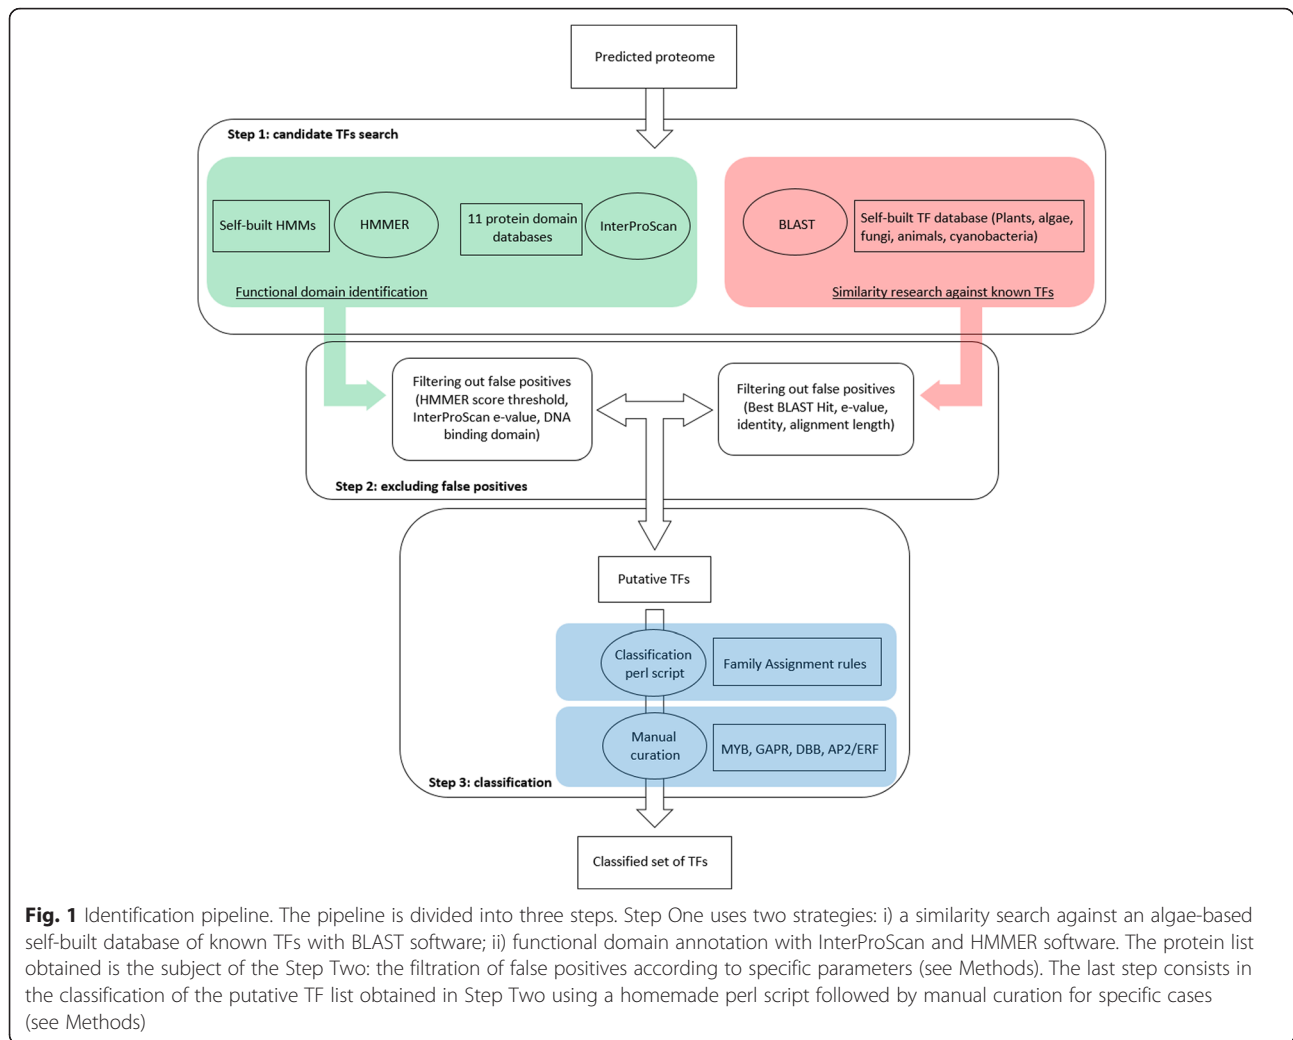 Predicted proteome
Step 1: candidate TFs search
Self-built HMMs
HMMER
11 protein domain
databases
InterProScan
Functional domain identification
BLAST
Self-built TF database (Plants, algae,
fungi, animals, cyanobacteria)
Similarity research against known TFs
Filtering out false positives
(HMMER score threshold,
InterProScan e-value, DNA
binding domain)
Filtering out false positives
(Best BLAST Hit, e-value,
identity, alignment length)
Step 2: excluding false positives
Putative TFs
Classification
perl script
Family Assignment rules
Manual
curation
MYB, GAPR, DBB, AP2/ERF
Step 3: classification
Classified set of TFs
Fig. 1 Identification pipeline. The pipeline is divided into three steps. Step One uses two strategies: i) a similarity search against an algae-based
self-built database of known TFs with BLAST software; ii) functional domain annotation with InterProScan and HMMER software. The protein list
obtained is the subject of the Step Two: the filtration of false positives according to specific parameters (see Methods). The last step consists in
the classification of the putative TF list obtained in Step Two using a homemade perl script followed by manual curation for specific cases
(see Methods)